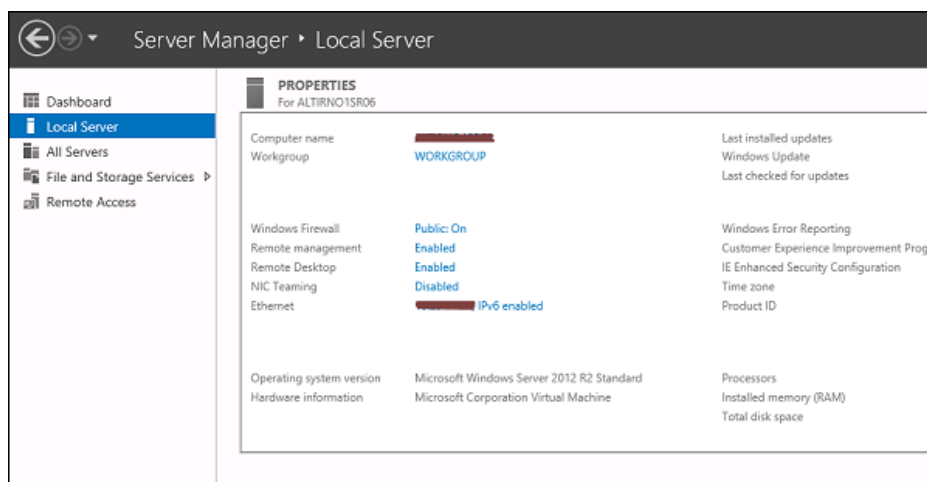 Server Manager ‣ Local Server
Dashboard
Local Server
All Servers
File and Storage Services
Remote Access
PROPERTIES
For ALTIRNO1SR06
Computer name
Workgroup WORKGROUP
Last installed updates
Windows Update
Last checked for updates
Windows Firewall Public: On
Remote management Enabled
Remote Desktop Enabled
NIC Teaming Disabled
Ethernet IPv6 enabled
Windows Error Reporting
Customer Experience Improvement Prog
IE Enhanced Security Configuration
Time zone
Product ID
Operating system version Microsoft Windows Server 2012 R2 Standard
Hardware information Microsoft Corporation Virtual Machine
Processors
Installed memory (RAM)
Total disk space